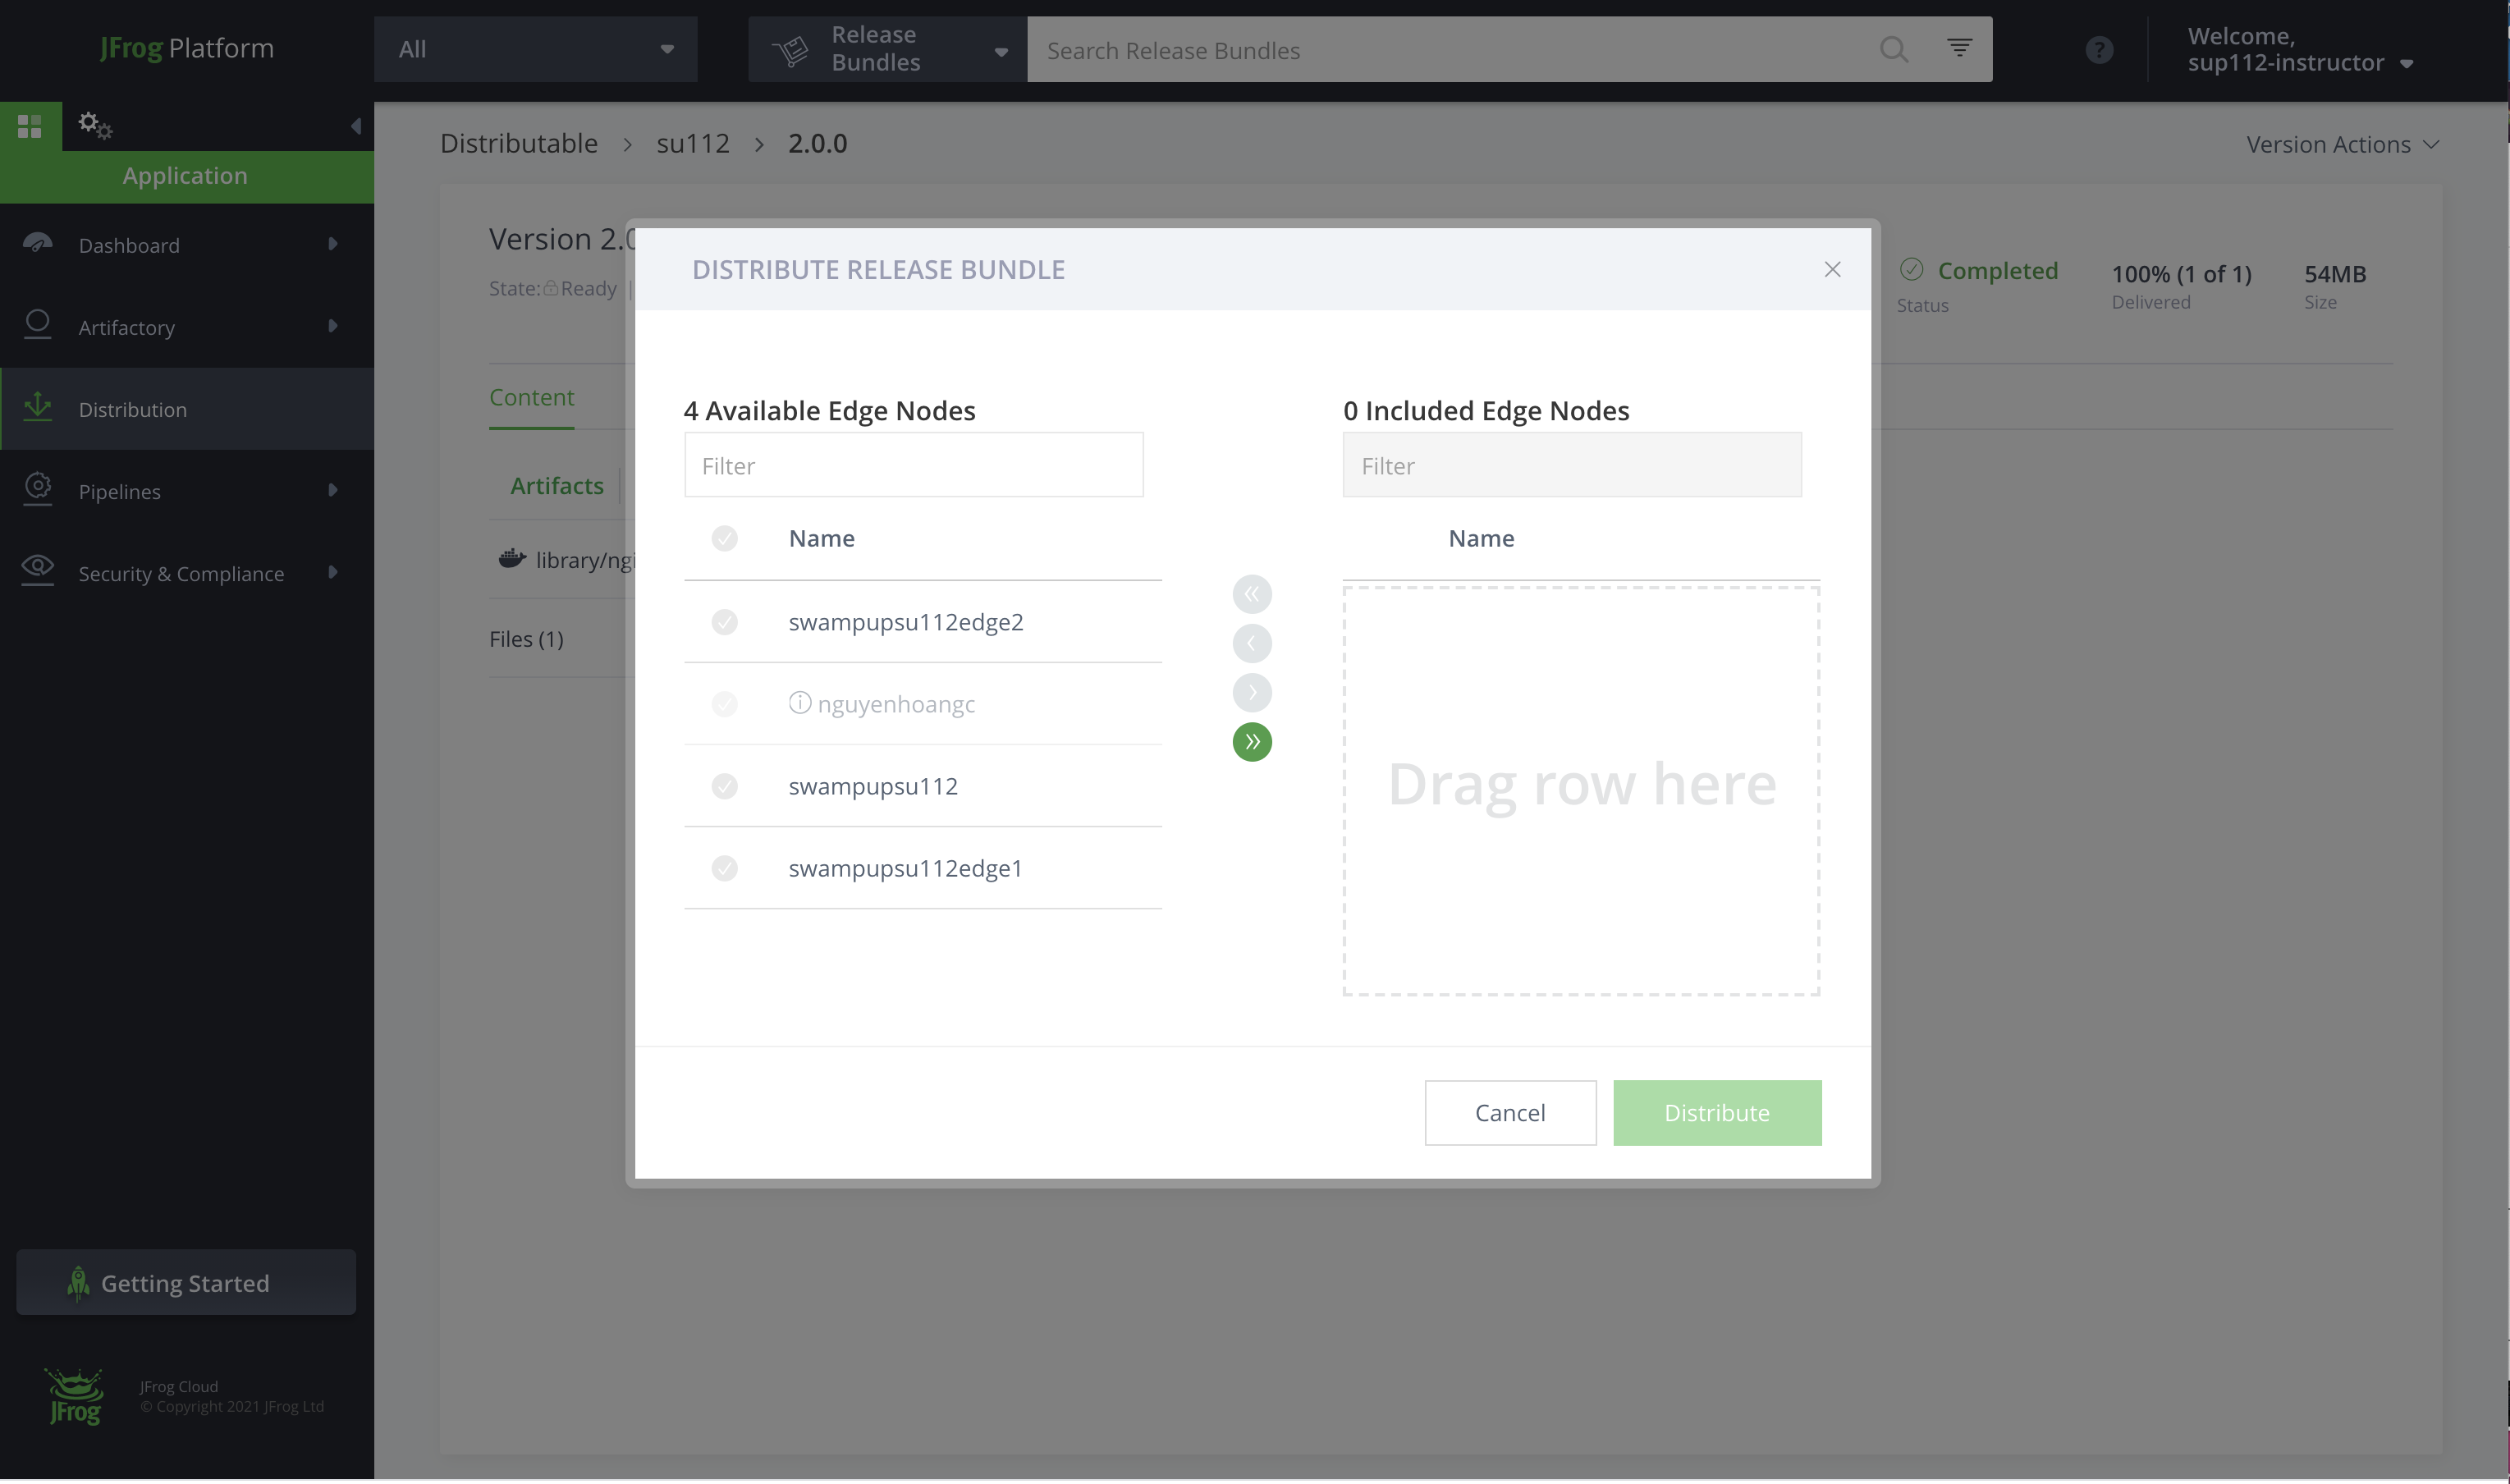 JFrog Platform
All
Release
Bundles
Search Release Bundles
?
Welcome,
sup112-instructor
Application
Dashboard
Artifactory
Distribution
Pipelines
Security & Compliance
Getting Started
JFrog
JFrog Cloud
© Copyright 2021 JFrog Ltd
Distributable > su112 > 2.0.0
Version Actions
Version 2.0
State: Ready |
Completed
Status
100% (1 of 1)
Delivered
54MB
Size
Content
Artifacts
library/ngi
Files (1)
DISTRIBUTE RELEASE BUNDLE
4 Available Edge Nodes
Filter
Name
swampupsu112edge2
nguyenhoangc
swampupsu112
swampupsu112edge1
0 Included Edge Nodes
Filter
Name
Drag row here
Cancel
Distribute